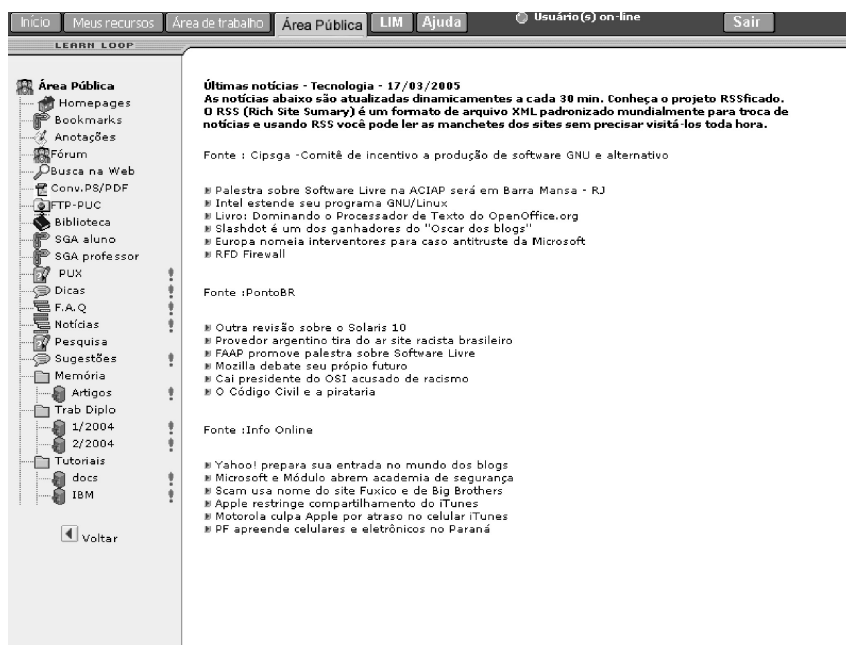 Início Meus recursos Área de trabalho Área Pública LIM Ajuda Usuário(s) on-line Sair
LEARN LOOP
Área Pública
Homepages
Bookmarks
Anotações
Fórum
Busca na Web
Conv.PS/PDF
FTP-PUC
Biblioteca
SGA aluno
SGA professor
PUX
Dicas
F.A.Q
Notícias
Pesquisa
Sugestões
Memória
Artigos
Trab Diplo
1/2004
2/2004
Tutoriais
docs
IBM
Voltar
Últimas notícias - Tecnologia - 17/03/2005
As notícias abaixo são atualizadas dinamicamentes a cada 30 min. Conheça o projeto RSSficado.
O RSS (Rich Site Sumary) é um formato de arquivo XML padronizado mundialmente para troca de
notícias e usando RSS você pode ler as manchetes dos sites sem precisar visitá-los toda hora.
Fonte : Cipsga -Comitê de incentivo a produção de software GNU e alternativo
Palestra sobre Software Livre na ACIAP será em Barra Mansa - RJ
Intel estende seu programa GNU/Linux
Livro: Dominando o Processador de Texto do OpenOffice.org
Slashdot é um dos ganhadores do "Oscar dos blogs"
Europa nomeia interventores para caso antitruste da Microsoft
RFD Firewall
Fonte :PontoBR
Outra revisão sobre o Solaris 10
Provedor argentino tira do ar site racista brasileiro
FAAP promove palestra sobre Software Livre
Mozilla debate seu própio futuro
Cai presidente do OSI acusado de racismo
O Código Civil e a pirataria
Fonte :Info Online
Yahoo! prepara sua entrada no mundo dos blogs
Microsoft e Módulo abrem academia de segurança
Scam usa nome do site Fuxico e de Big Brothers
Apple restringe compartilhamento do iTunes
Motorola culpa Apple por atraso no celular iTunes
PF apreende celulares e eletrônicos no Paraná